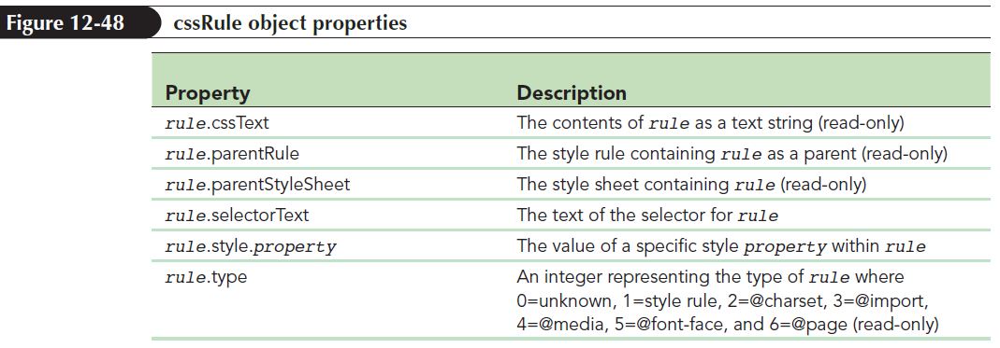 Figure 12-48 cssRule object properties
Property Description
rule.cssText The contents of rule as a text string (read-only)
rule.parentRule The style rule containing rule as a parent (read-only)
rule.parentStyleSheet The style sheet containing rule (read-only)
rule.selectorText The text of the selector for rule
rule.style.property The value of a specific style property within rule
rule.type An integer representing the type of rule where
0=unknown, 1=style rule, 2=@charset, 3=@import,
4=@media, 5=@font-face, and 6=@page (read-only)